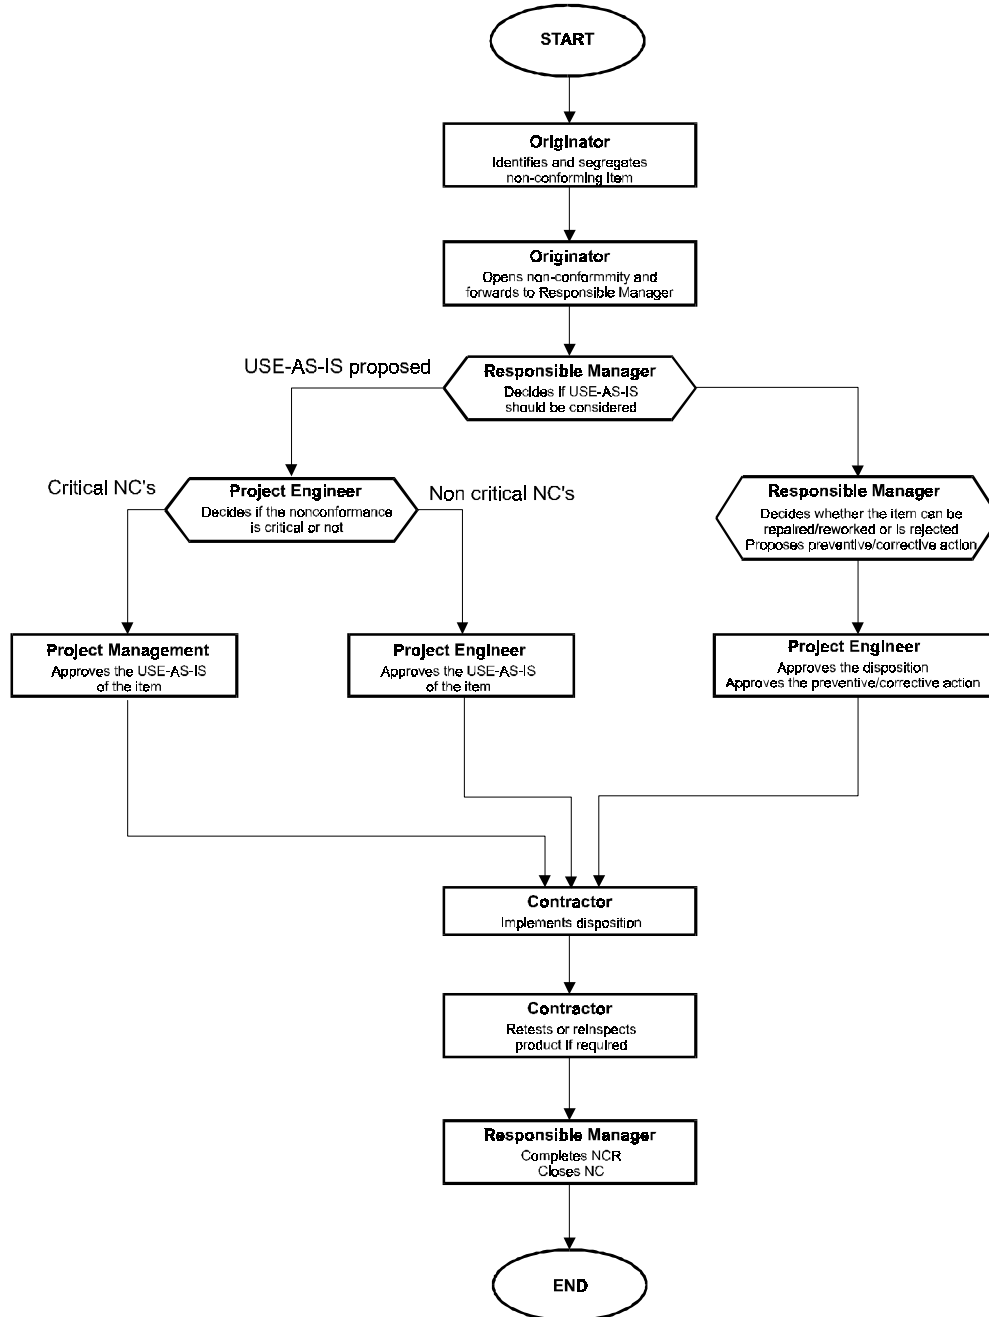 START
Originator
Identifies and segregates
non-conforming item
Originator
Opens non-conformmity and
forwards to Responsible Manager
USE-AS-IS proposed
Responsible Manager
Decides if USE-AS-IS
should be considered
Critical NC's
Project Engineer
Decides if the nonconformance
is critical or not
Non critical NC's
Responsible Manager
Decides whether the item can be
repaired/reworked or is rejected
Proposes preventive/corrective action
Project Management
Approves the USE-AS-IS
of the item
Project Engineer
Approves the USE-AS-IS
of the item
Project Engineer
Approves the disposition
Approves the preventive/corrective action
Contractor
Implements disposition
Contractor
Retests or reinspects
product if required
Responsible Manager
Completes NCR
Closes NC
END